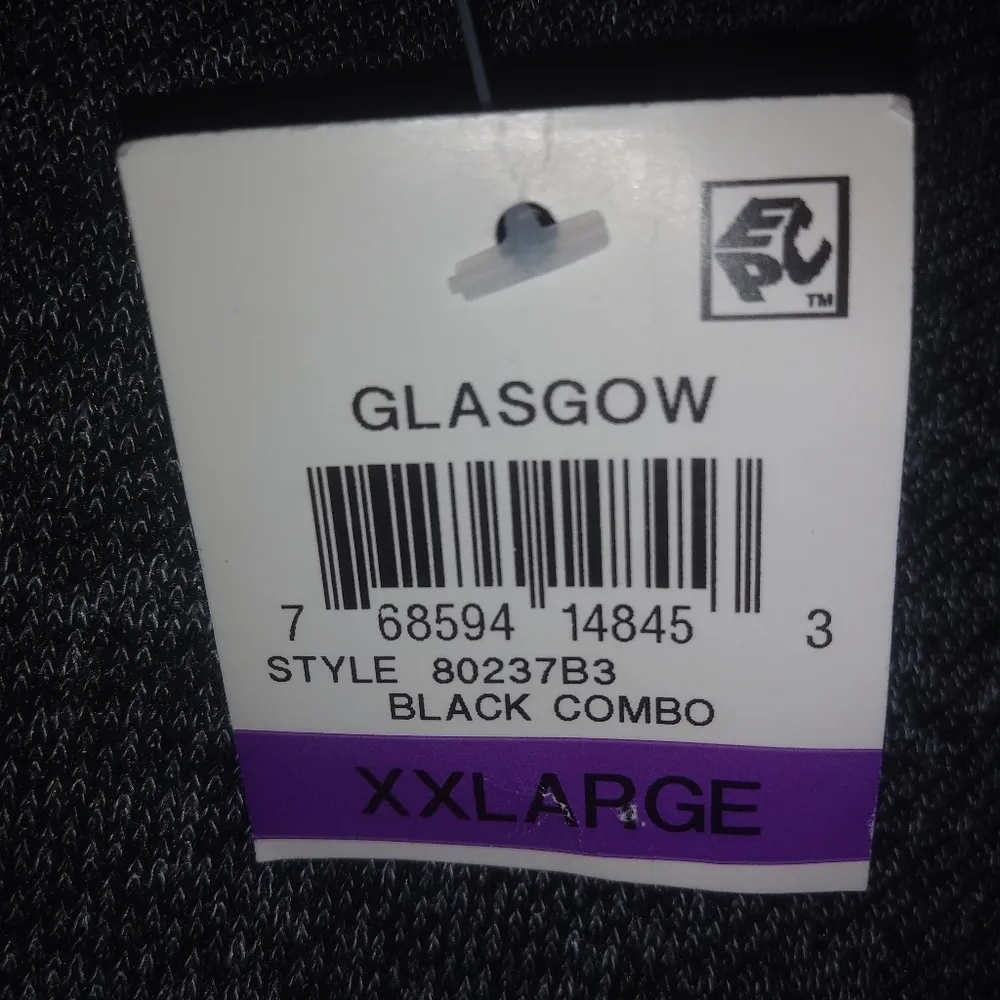 EPC
TM
GLASGOW
7 68594 14845 3
STYLE 80237B3
BLACK COMBO
XXLARGE